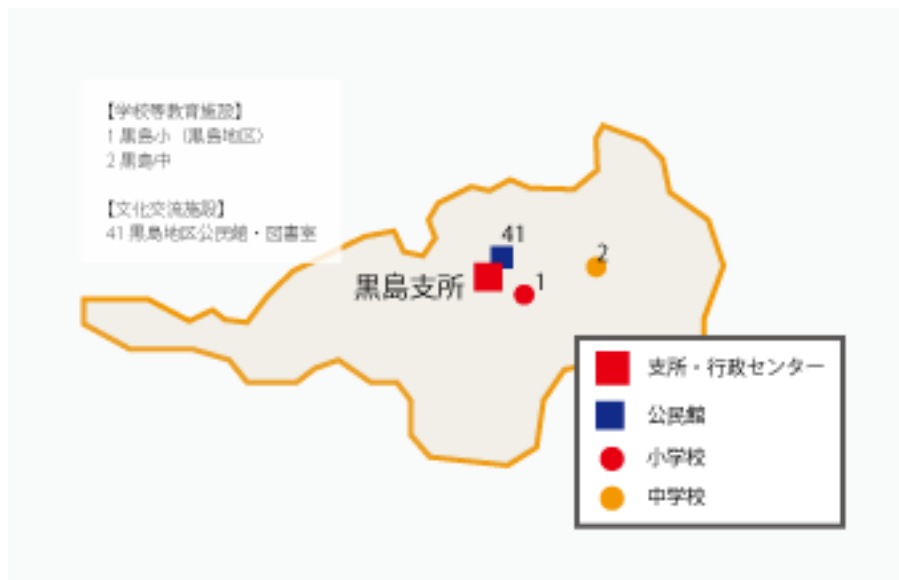 【学校等教育施設】
1 黒島小（黒島地区）
2 黒島中
【文化交流施設】
41 黒島地区公民館・図書室
41
2
黒島支所
1
支所・行政センター
公民館
小学校
中学校